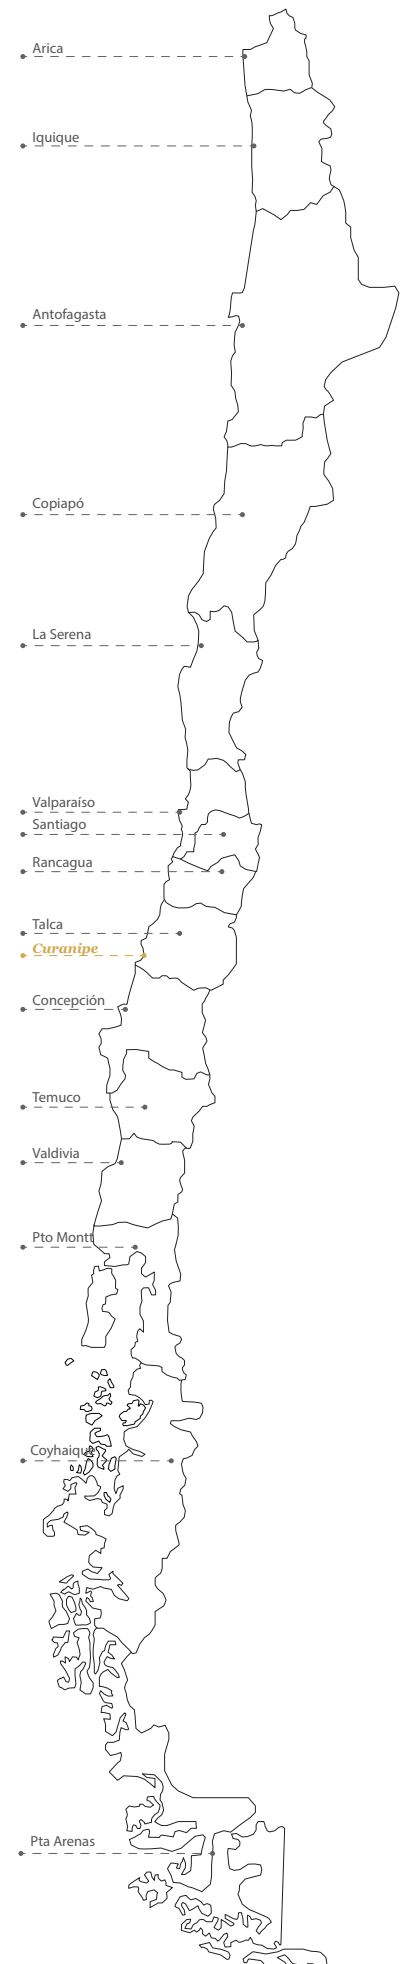 Arica
Iquique
Antofagasta
Copiapó
La Serena
Valparaíso
Santiago
Rancagua
Talca
Curanipe
Concepción
Temuco
Valdivia
Pto Montt
Coyhaique
Pta Arenas